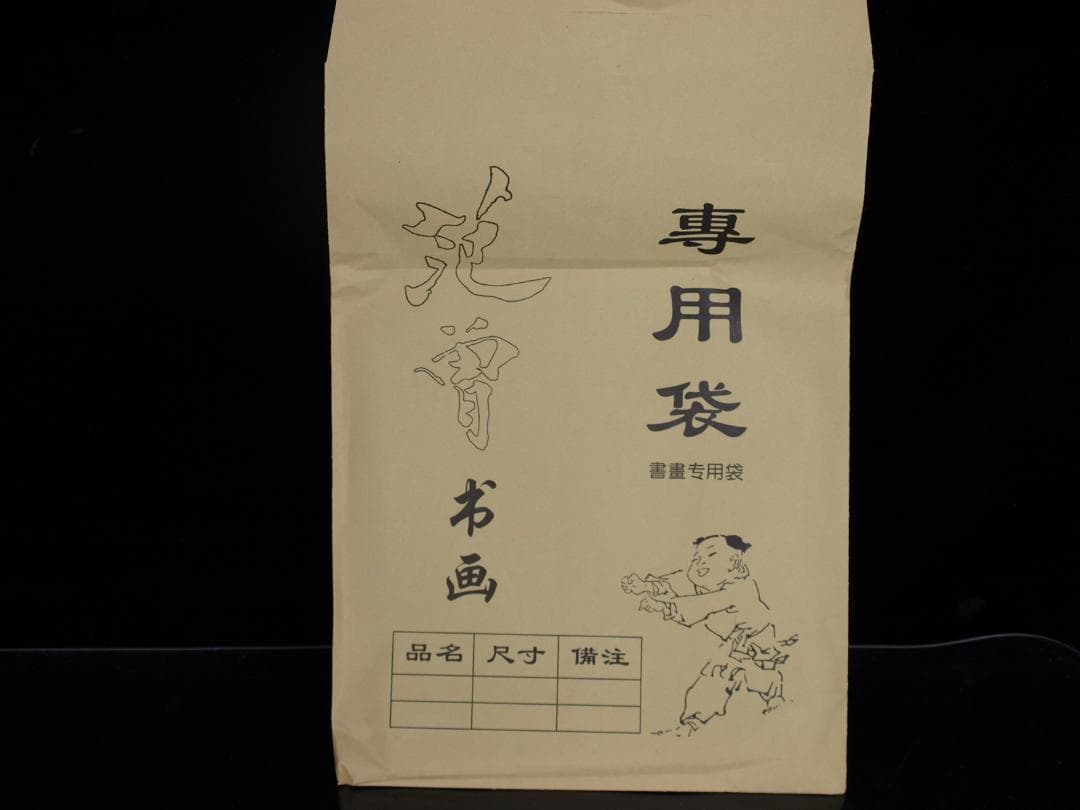 專用袋
書畫专用袋
范曾
书画
品名 尺寸 備注